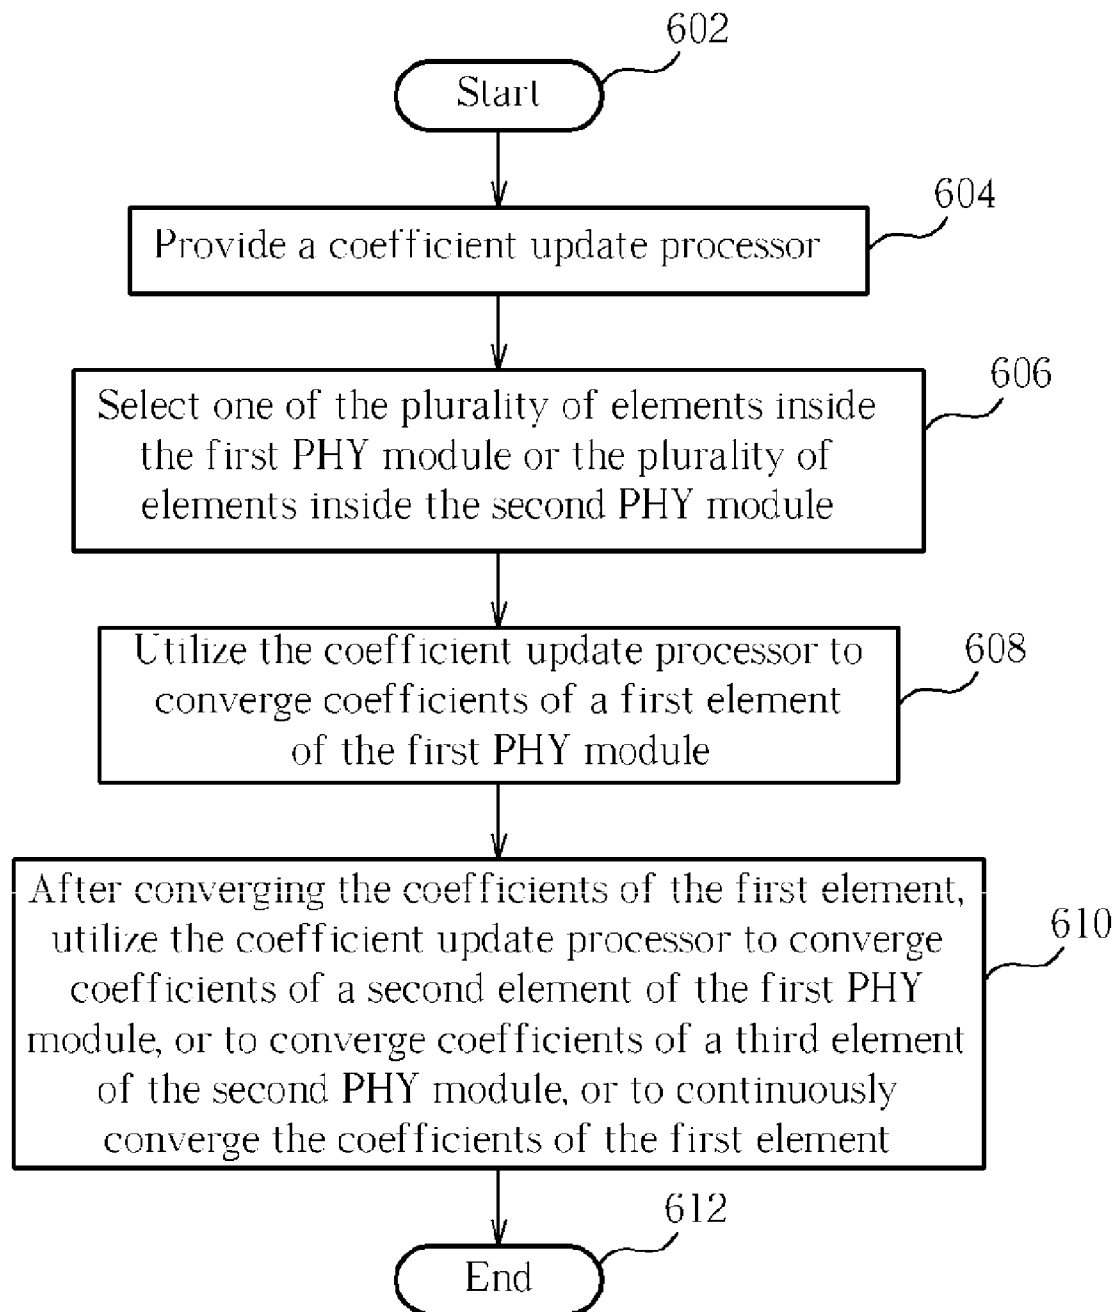 602
Start
604
Provide a coefficient update processor
606
Select one of the plurality of elements inside
the first PHY module or the plurality of
elements inside the second PHY module
608
Utilize the coefficient update processor to
converge coefficients of a first element
of the first PHY module
610
After converging the coefficients of the first element,
utilize the coefficient update processor to converge
coefficients of a second element of the first PHY
module, or to converge coefficients of a third element
of the second PHY module, or to continuously
converge the coefficients of the first element
612
End